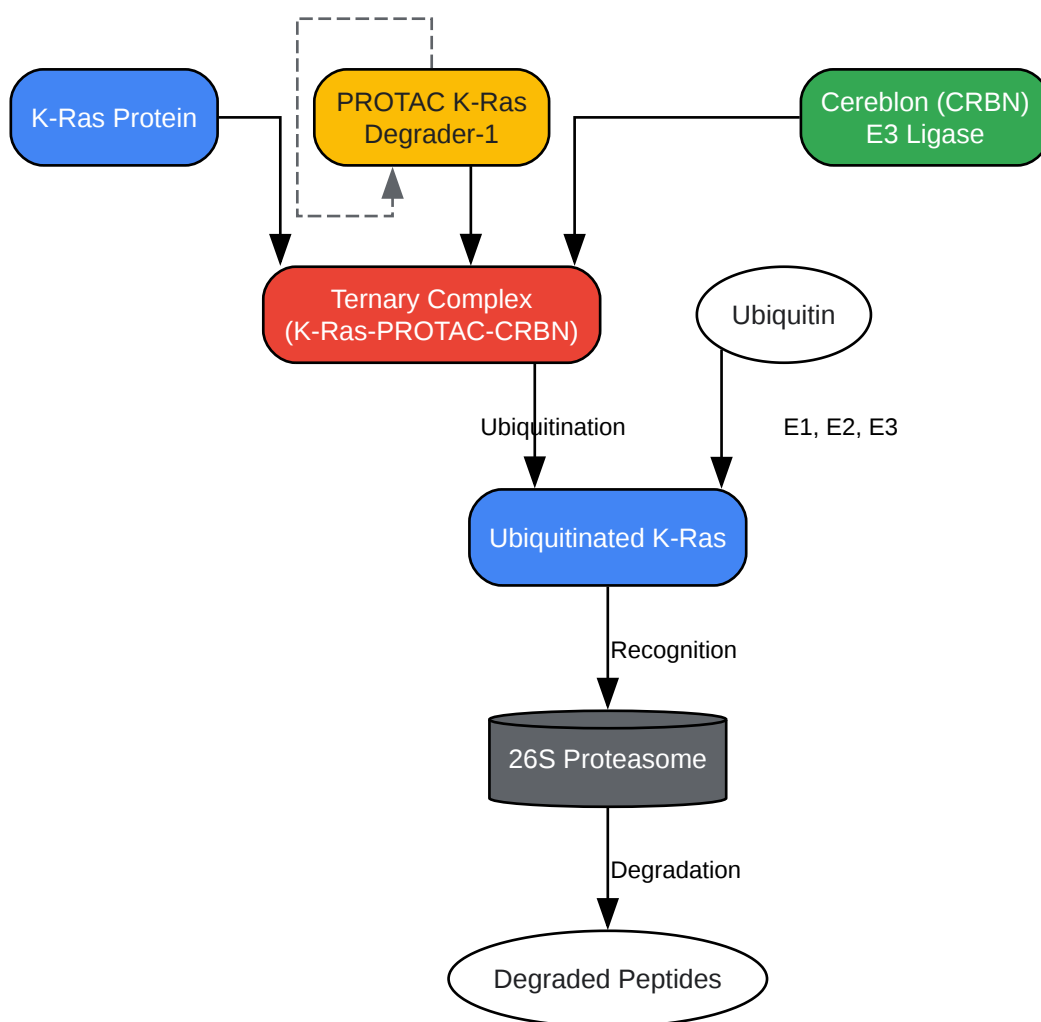 K-Ras Protein
PROTAC K-Ras
Degrader-1
Cereblon (CRBN)
E3 Ligase
Ternary Complex
(K-Ras-PROTAC-CRBN)
Ubiquitin
Ubiquitination
E1, E2, E3
Ubiquitinated K-Ras
Recognition
26S Proteasome
Degradation
Degraded Peptides